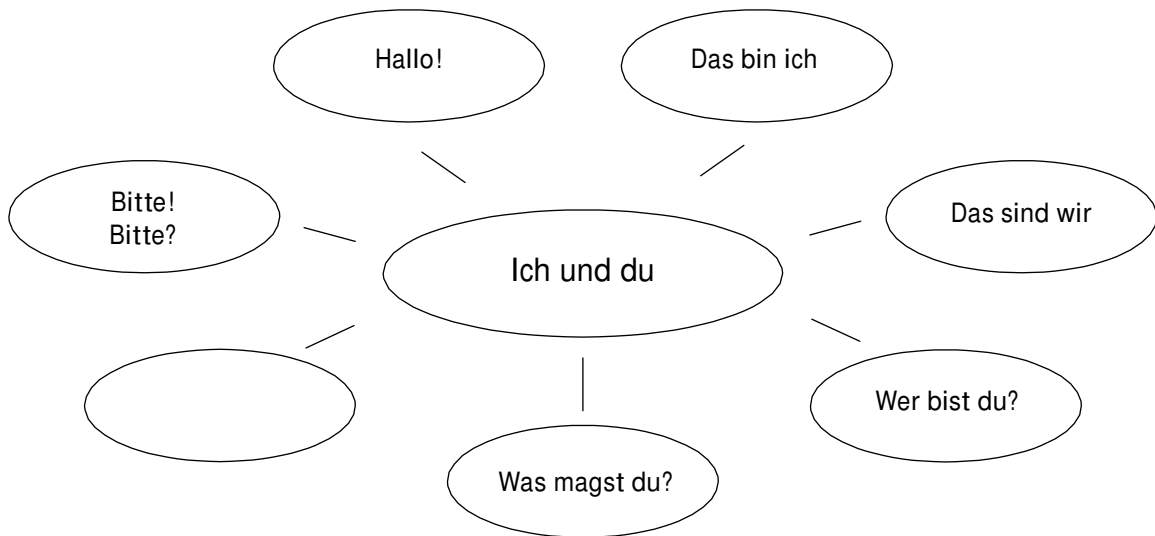 Hallo!
Das bin ich
Bitte!
Bitte?
Das sind wir
Ich und du
Wer bist du?
Was magst du?